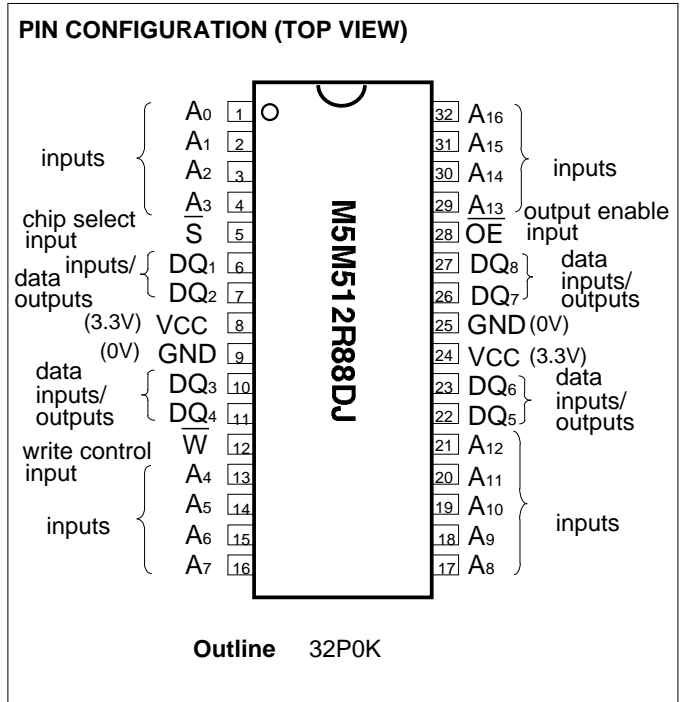 PIN CONFIGURATION (TOP VIEW)
A0 1
A1 2
A2 3
A3 4
inputs
chip select
input
S̅ 5
inputs/
data
outputs
DQ1 6
DQ2 7
(3.3V) VCC 8
(0V) GND 9
data
inputs/
outputs
DQ3 10
DQ4 11
write control
input
W̅ 12
A4 13
A5 14
A6 15
A7 16
inputs
M5M512R88DJ
32 A16
31 A15
30 A14
29 A13
inputs
28 O̅E̅
output enable
input
27 DQ8
26 DQ7
data
inputs/
outputs
25 GND (0V)
24 VCC (3.3V)
23 DQ6
22 DQ5
data
inputs/
outputs
21 A12
20 A11
19 A10
18 A9
17 A8
inputs
Outline 32P0K